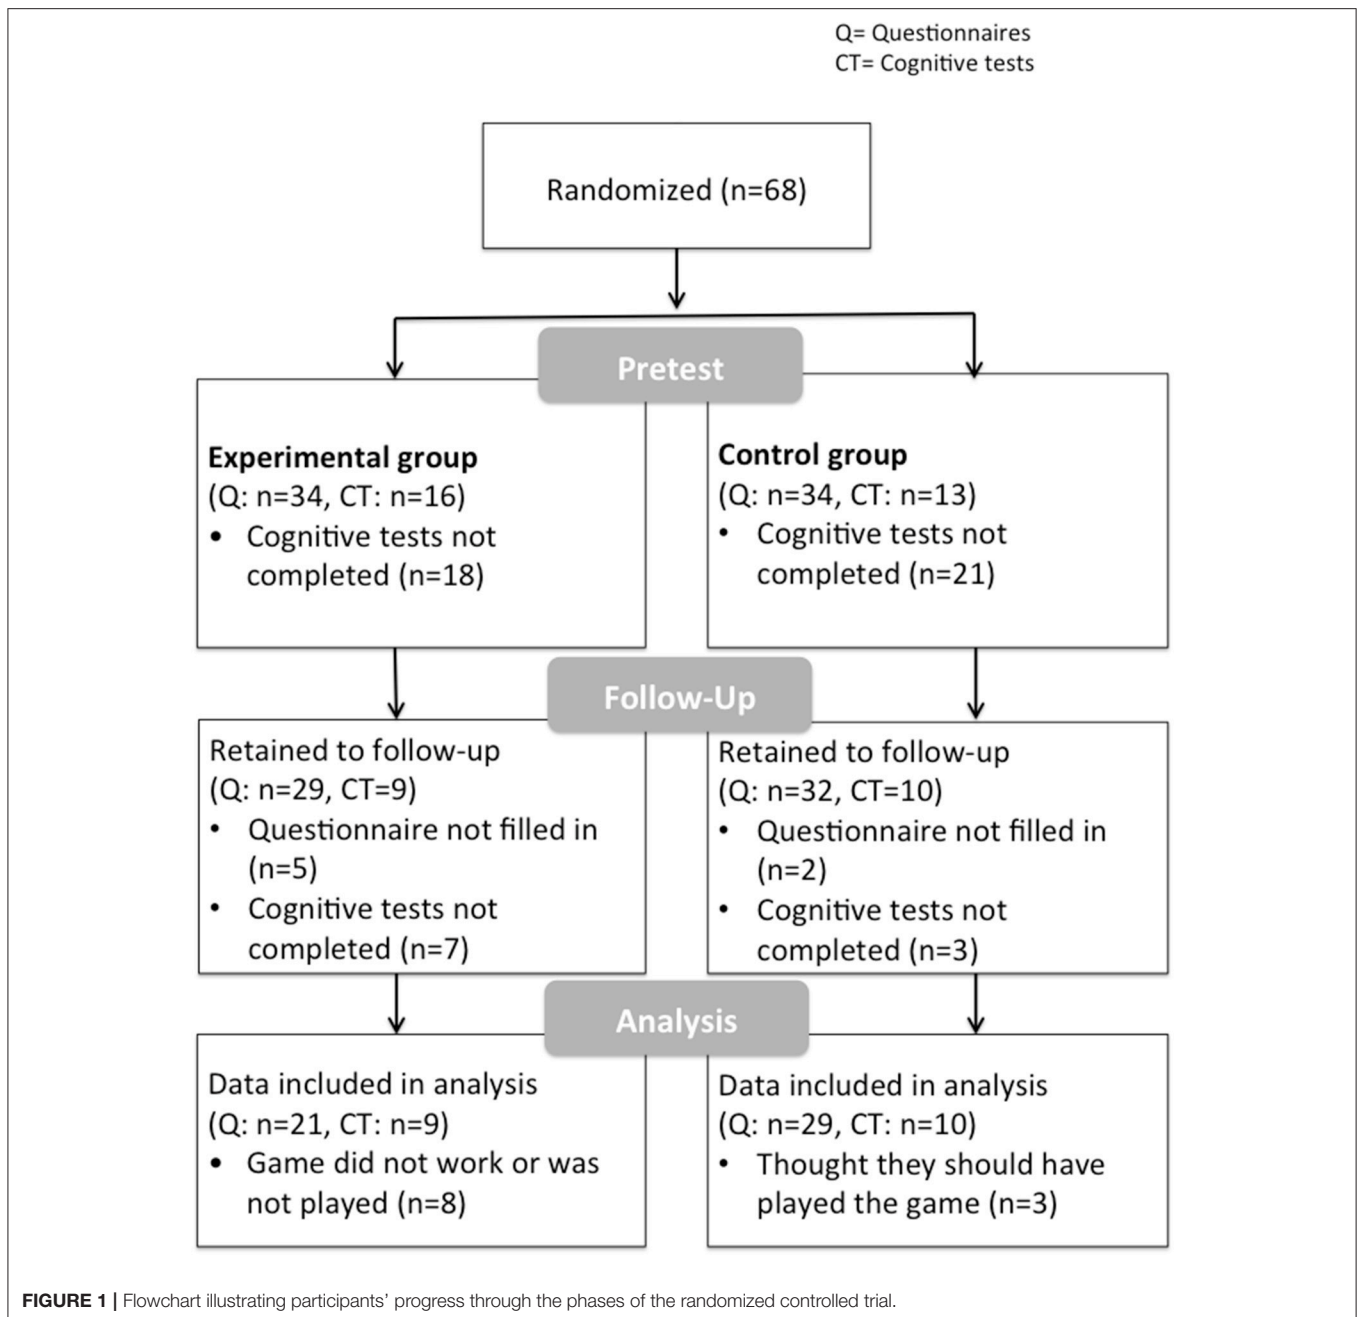 Q= Questionnaires
CT= Cognitive tests
Randomized (n=68)
Pretest
Experimental group
(Q: n=34, CT: n=16)
• Cognitive tests not
completed (n=18)
Control group
(Q: n=34, CT: n=13)
• Cognitive tests not
completed (n=21)
Follow-Up
Retained to follow-up
(Q: n=29, CT=9)
• Questionnaire not filled in
(n=5)
• Cognitive tests not
completed (n=7)
Retained to follow-up
(Q: n=32, CT=10)
• Questionnaire not filled in
(n=2)
• Cognitive tests not
completed (n=3)
Analysis
Data included in analysis
(Q: n=21, CT: n=9)
• Game did not work or was
not played (n=8)
Data included in analysis
(Q: n=29, CT: n=10)
• Thought they should have
played the game (n=3)
FIGURE 1 | Flowchart illustrating participants' progress through the phases of the randomized controlled trial.